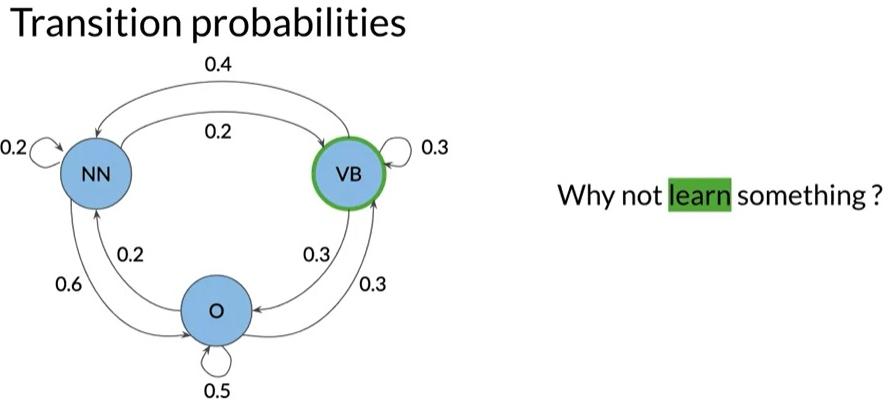 Transition probabilities
0.4
0.2
0.2
NN
VB
0.3
Why not learn something ?
0.2
0.3
0.6
0.3
O
0.5